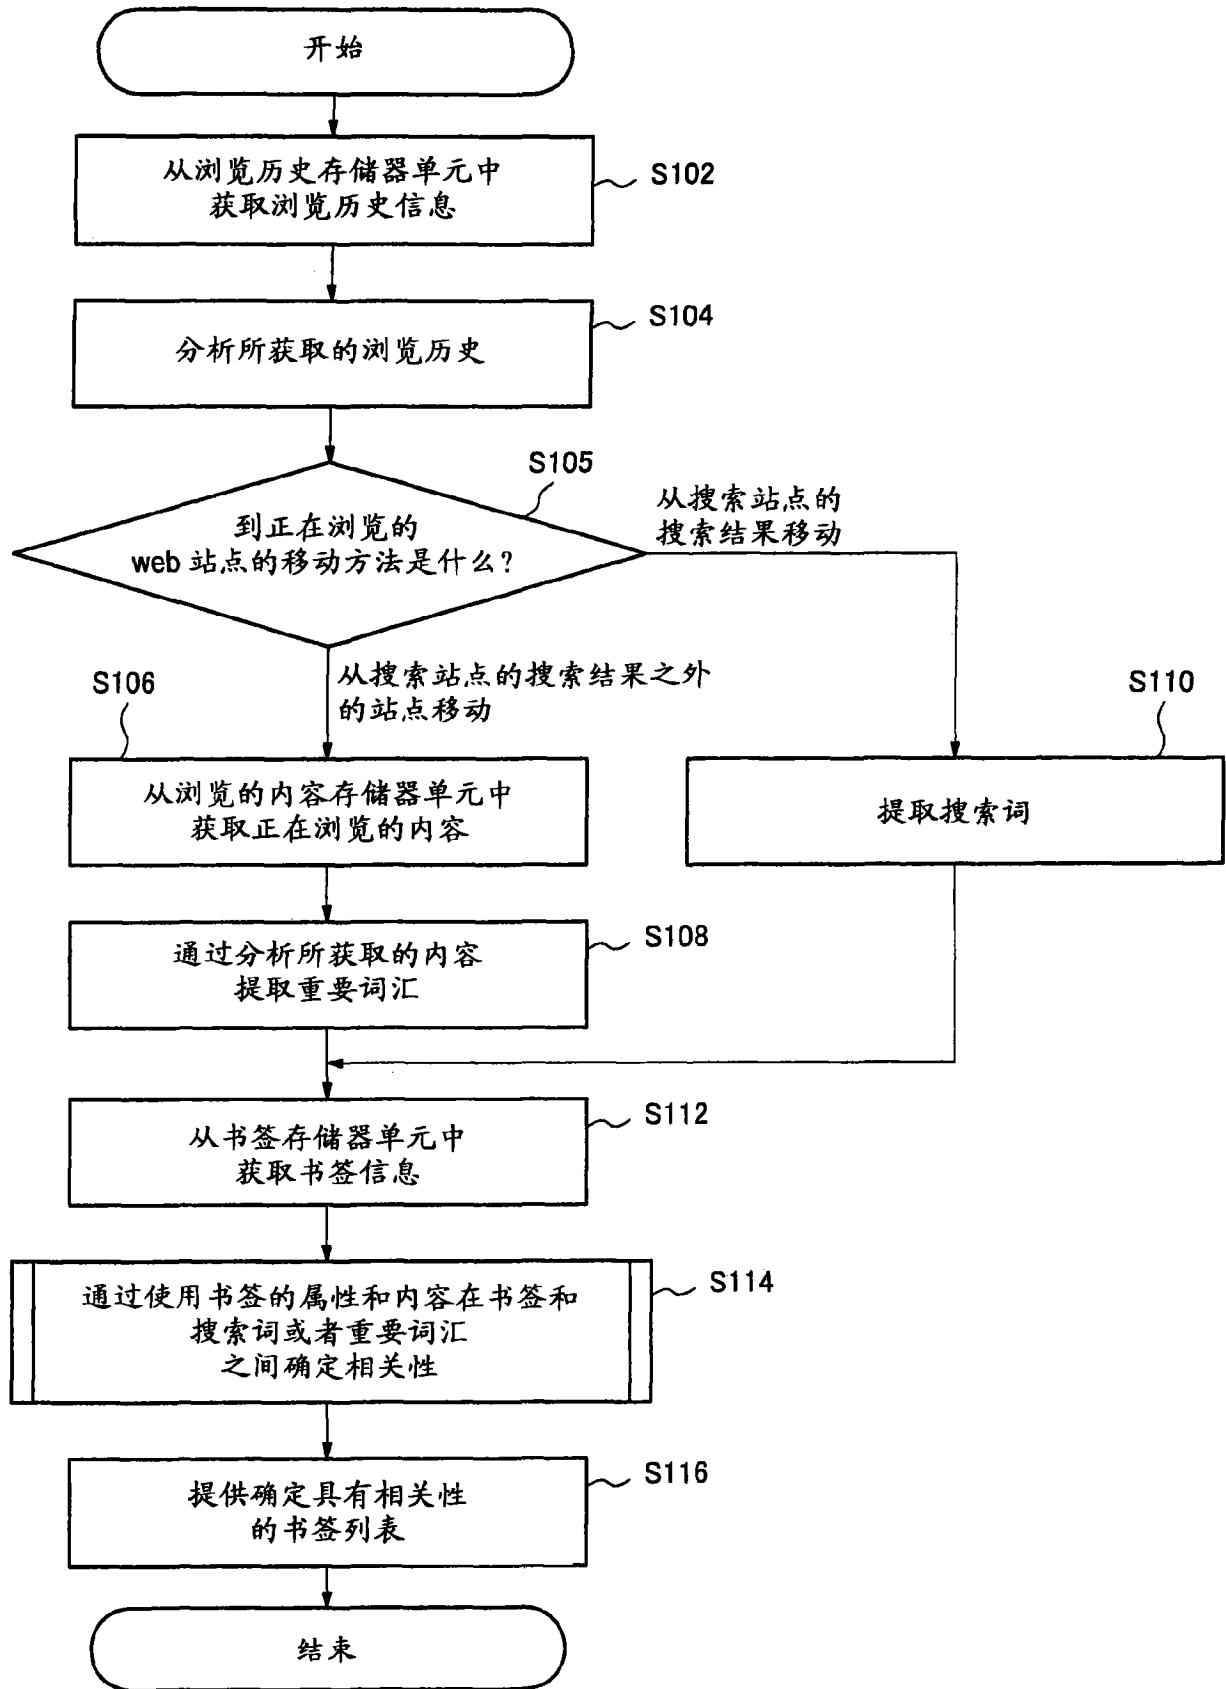 开始
从浏览历史存储器单元中
获取浏览历史信息
S102
分析所获取的浏览历史
S104
S105
到正在浏览的
web 站点的移动方法是什么?
从搜索站点的
搜索结果移动
从搜索站点的搜索结果之外
的站点移动
S106
从浏览的内容存储器单元中
获取正在浏览的内容
S110
提取搜索词
通过分析所获取的内容
提取重要词汇
S108
从书签存储器单元中
获取书签信息
S112
通过使用书签的属性和内容在书签和
搜索词或者重要词汇
之间确定相关性
S114
提供确定具有相关性
的书签列表
S116
结束